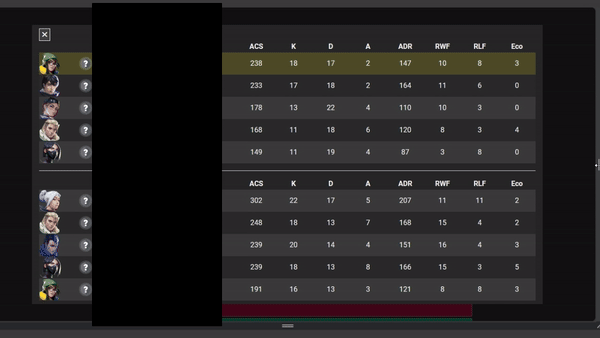 ✕
ACS K D A ADR RWF RLF Eco
? 238 18 17 2 147 10 8 3
? 233 17 18 2 164 11 6 0
? 178 13 22 4 110 10 3 0
? 168 11 18 6 120 8 3 4
? 149 11 19 4 87 3 8 0
ACS K D A ADR RWF RLF Eco
? 302 22 17 5 207 11 11 2
? 248 18 13 7 168 15 4 2
? 239 20 14 4 151 16 4 3
? 239 18 13 8 166 15 3 5
? 191 16 13 3 121 8 8 3